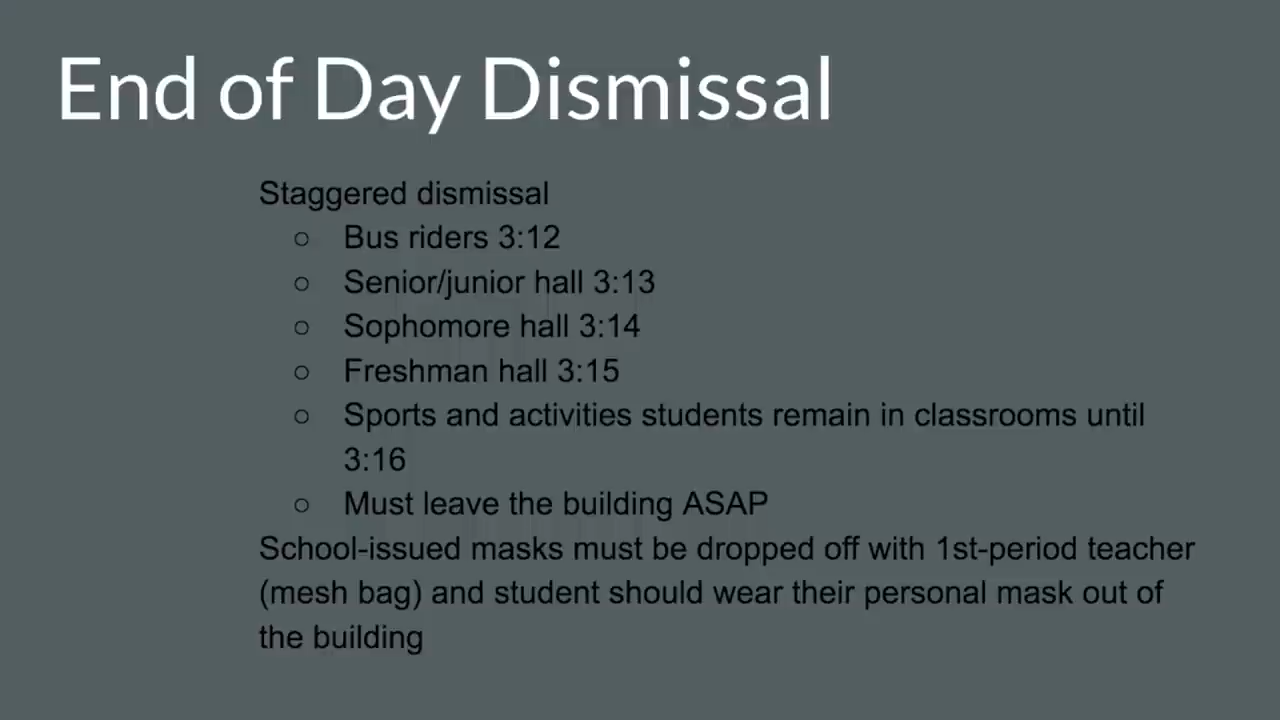 End of Day Dismissal
Staggered dismissal
○ Bus riders 3:12
○ Senior/junior hall 3:13
○ Sophomore hall 3:14
○ Freshman hall 3:15
○ Sports and activities students remain in classrooms until
3:16
○ Must leave the building ASAP
School-issued masks must be dropped off with 1st-period teacher
(mesh bag) and student should wear their personal mask out of
the building